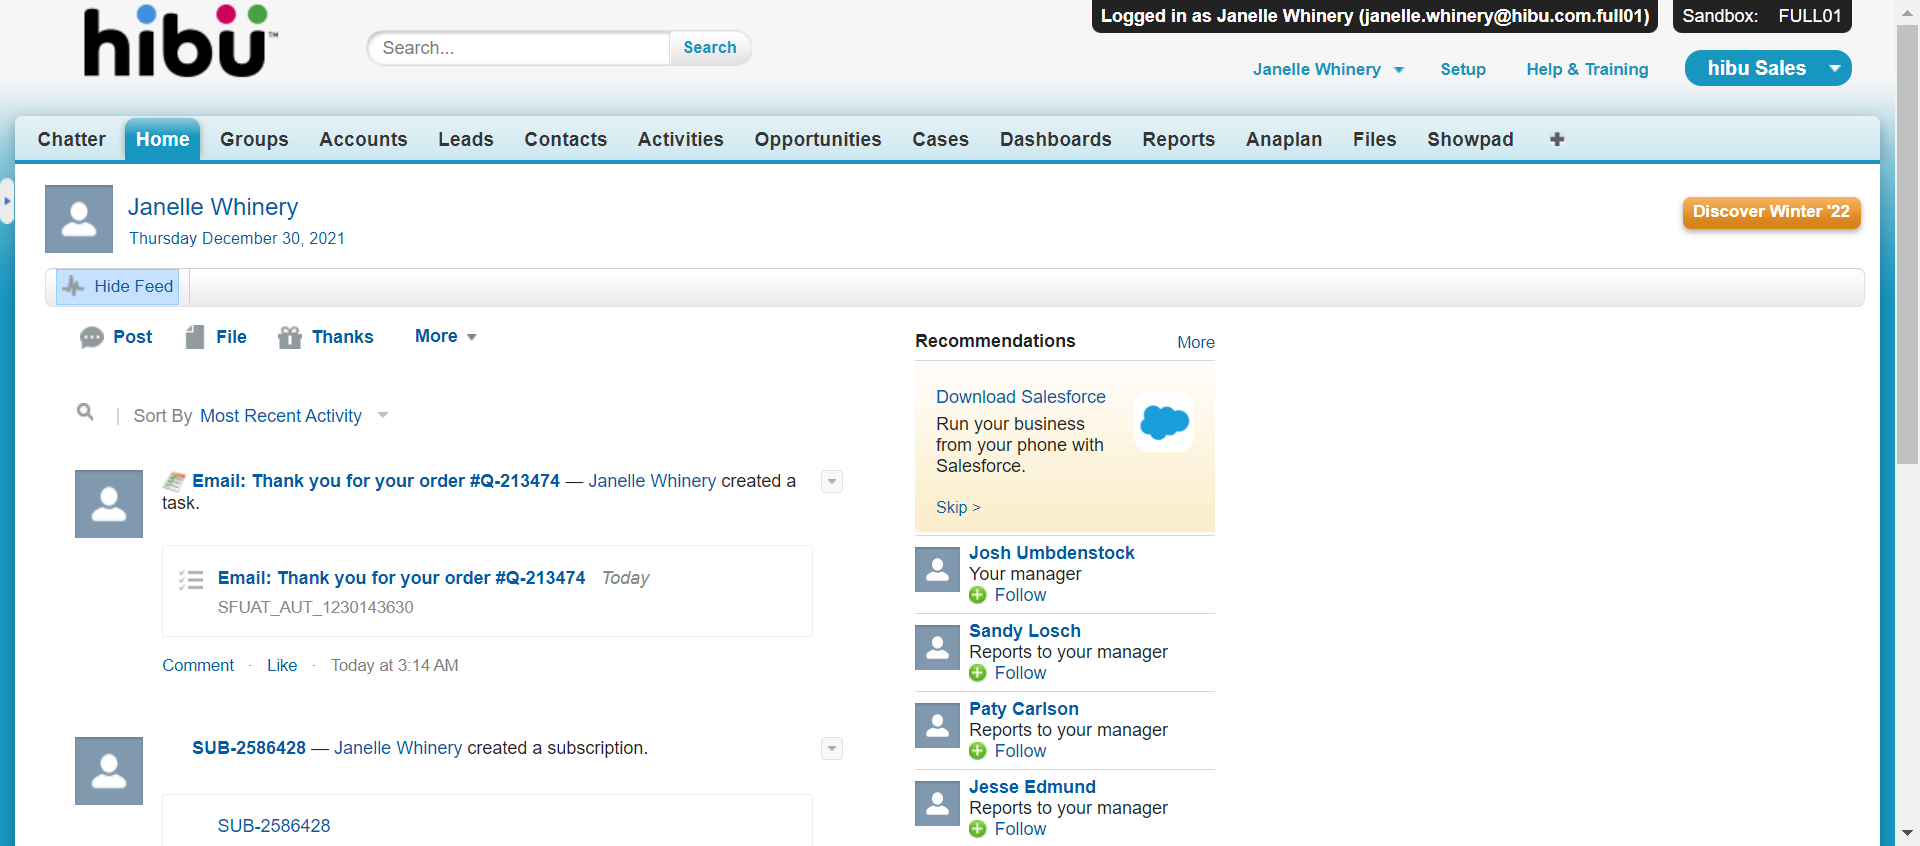 hibu™
Search...
Search
Logged in as Janelle Whinery (janelle.whinery@hibu.com.full01)
Sandbox: FULL01
Janelle Whinery
Setup
Help & Training
hibu Sales
Chatter Home Groups Accounts Leads Contacts Activities Opportunities Cases Dashboards Reports Anaplan Files Showpad
Janelle Whinery
Thursday December 30, 2021
Discover Winter '22
Hide Feed
Post File Thanks More
| Sort By Most Recent Activity
Email: Thank you for your order #Q-213474 — Janelle Whinery created a
task.
Email: Thank you for your order #Q-213474 Today
SFUAT_AUT_1230143630
Comment · Like · Today at 3:14 AM
SUB-2586428 — Janelle Whinery created a subscription.
SUB-2586428
Recommendations More
Download Salesforce
Run your business
from your phone with
Salesforce.
Skip >
Josh Umbdenstock
Your manager
Follow
Sandy Losch
Reports to your manager
Follow
Paty Carlson
Reports to your manager
Follow
Jesse Edmund
Reports to your manager
Follow